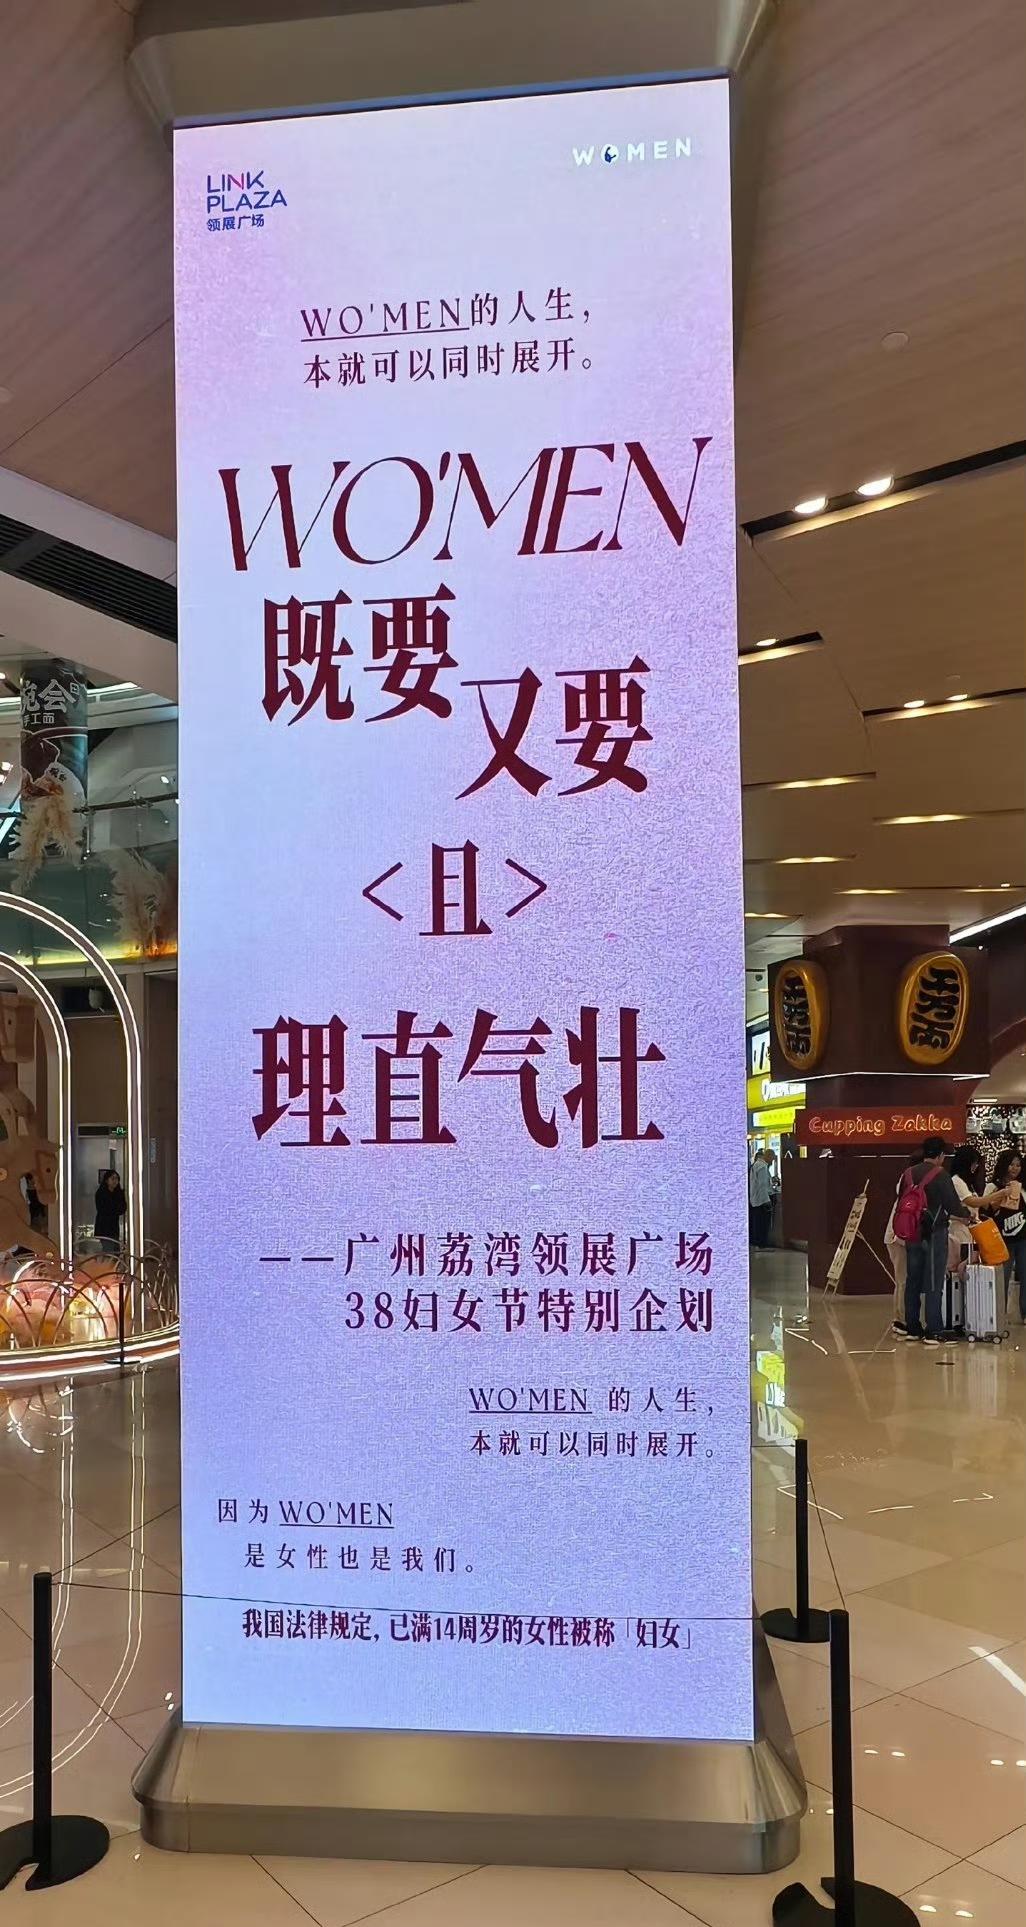 LINK
PLAZA
领展广场
WOMEN
WO'MEN的人生，
本就可以同时展开。
WO'MEN
既要
又要
<且>
理直气壮
——广州荔湾领展广场
38妇女节特别企划
WO'MEN 的人生，
本就可以同时展开。
因为WO'MEN
是女性也是我们。
我国法律规定，已满14周岁的女性被称「妇女」
Cupping Zakka